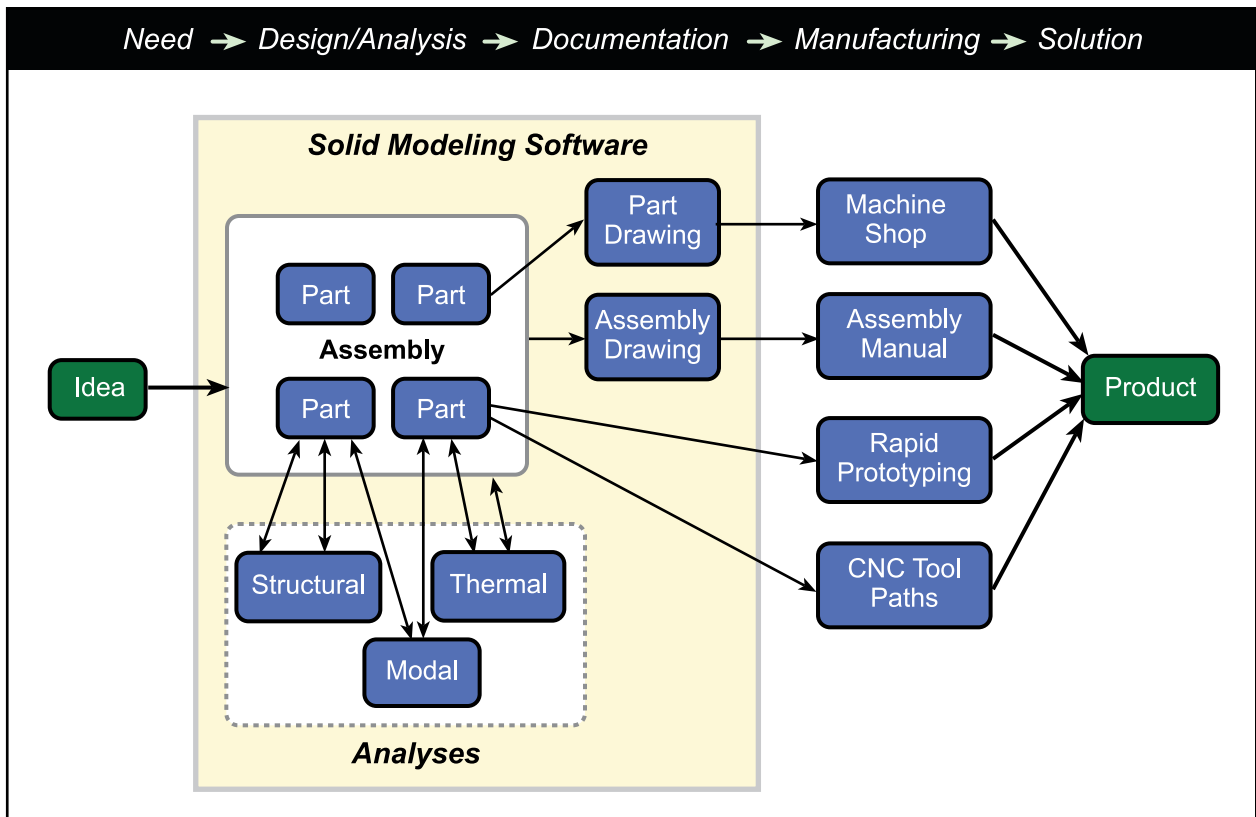 Need → Design/Analysis → Documentation → Manufacturing → Solution
Solid Modeling Software
Part
Drawing
Machine
Shop
Part
Part
Assembly
Drawing
Assembly
Manual
Assembly
Idea
Product
Part
Part
Rapid
Prototyping
Structural
Thermal
CNC Tool
Paths
Modal
Analyses